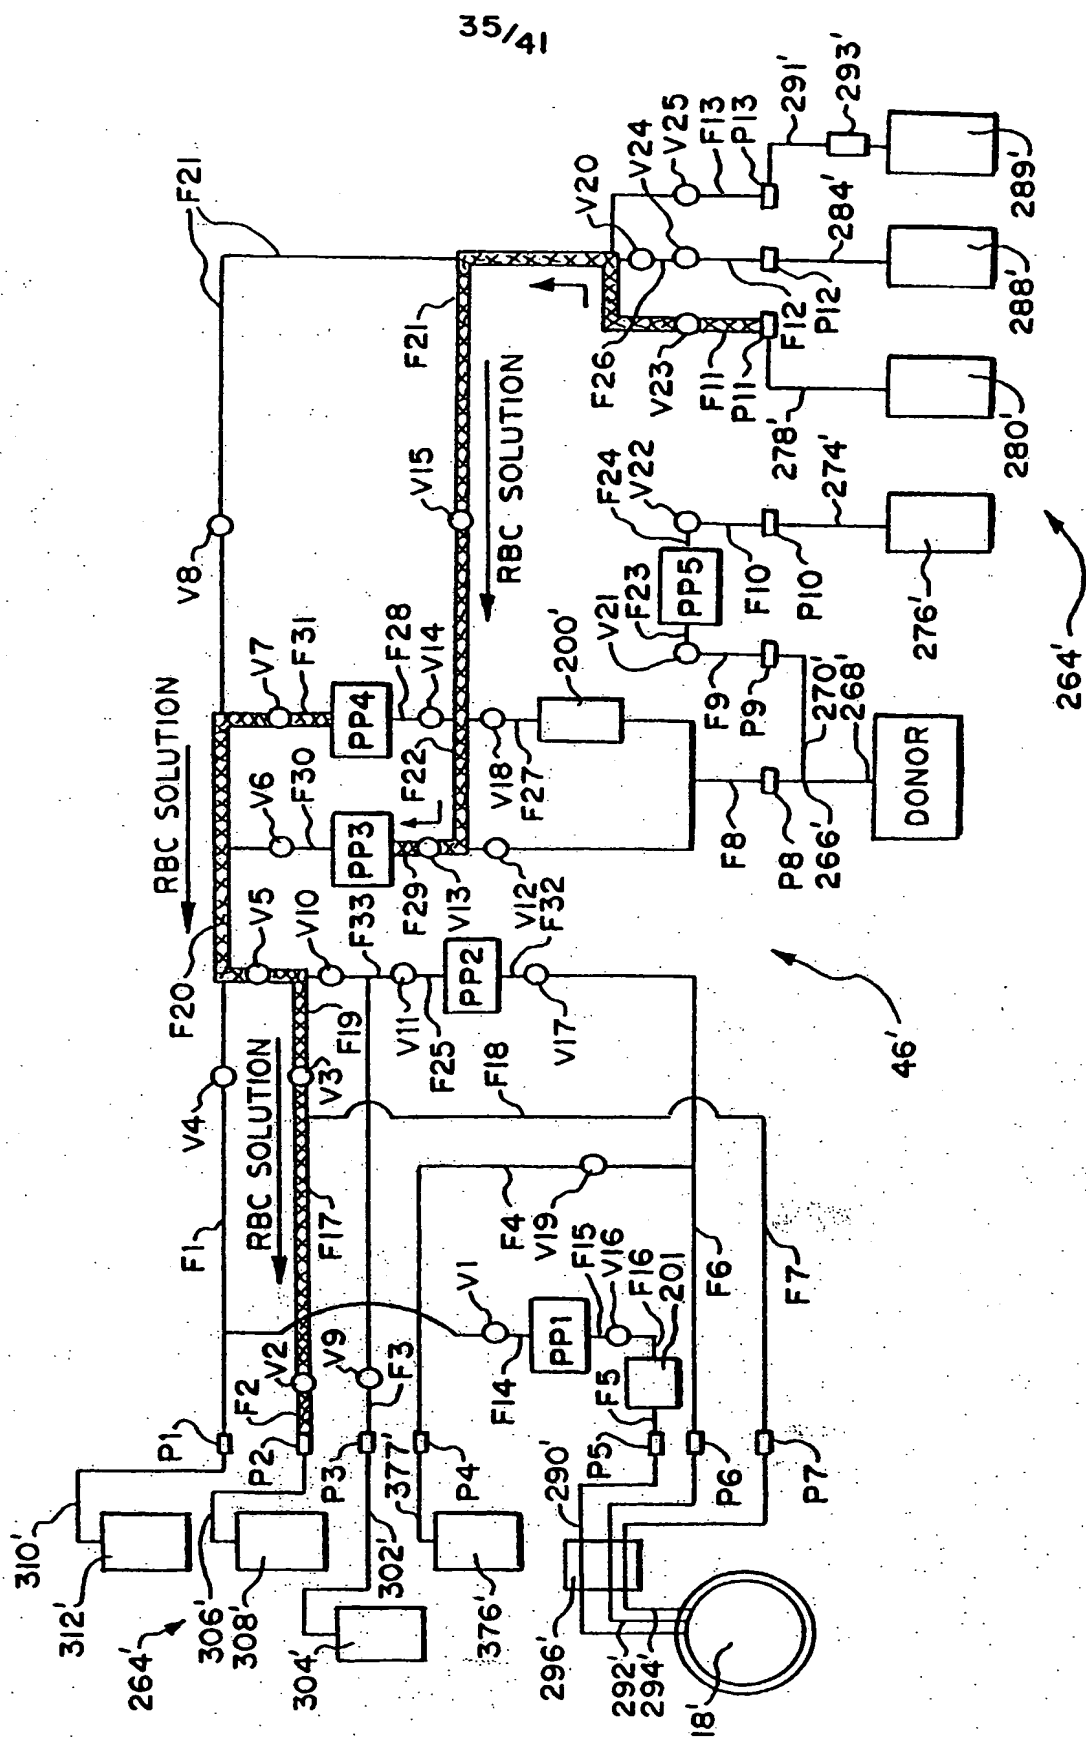 35/41
F21
V8
RBC SOLUTION
F20
V7
F31
V6
F30
PP4
F28
V14
F22
PP3
F29
V13
F33
V5
V10
V11
F25
PP2
V12
F32
V17
V18
F27
200'
F21
V15
RBC SOLUTION
V20
V24
V25
F13
P13
291'
293'
289'
F26
V23
F11
P11
F12
P12
284'
288'
278'
280'
V22
F24
PP5
F23
V21
F10
P10
274'
276'
F9
P9
270'
268'
F8
P8
266'
DONOR
264'
46'
V4
F1
F19
V3
RBC SOLUTION
F17
F18
F4
V19
V1
F14
PP1
F15
V16
F16
201
F5
F6
F7
V2
F2
V9
F3
P1
P2
P3
377'
P4
P5
P6
P7
310'
312'
264'
306'
308'
302'
304'
376'
290'
296'
292'
294'
18'